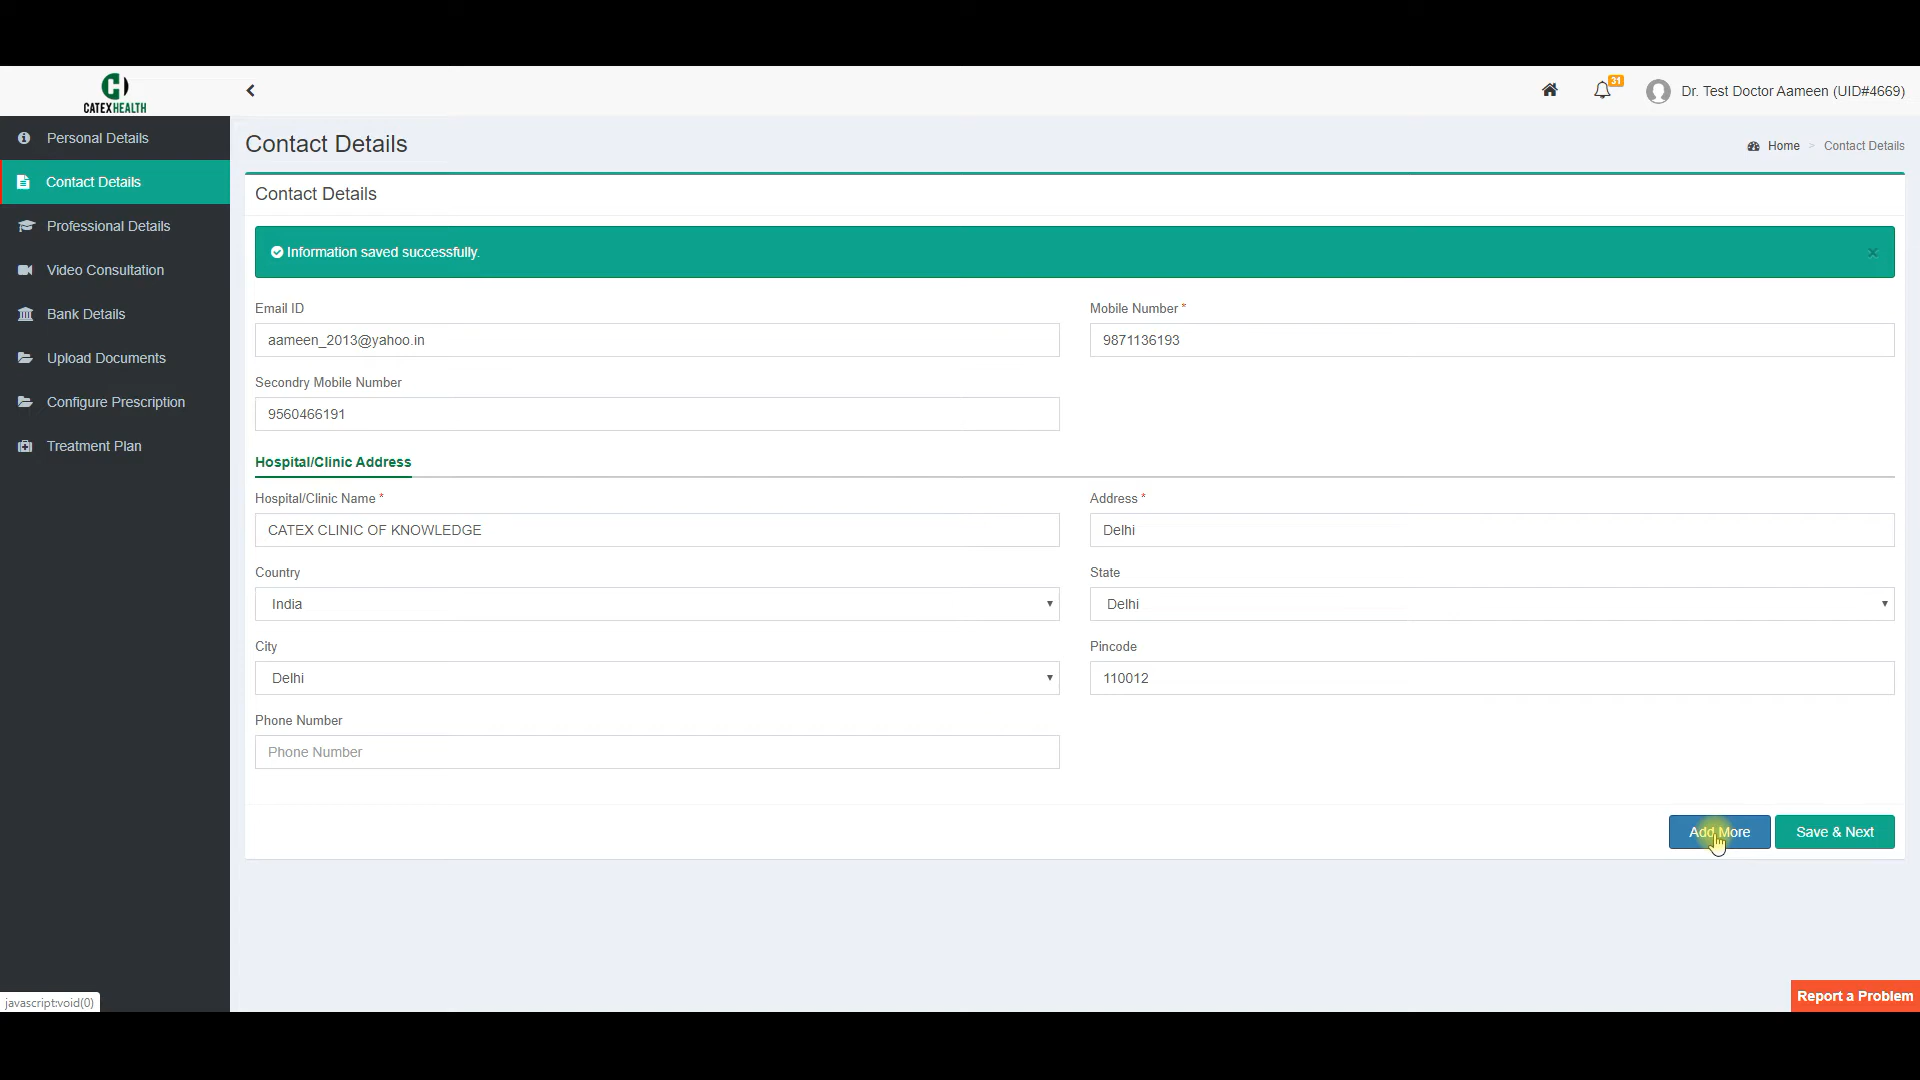 CATEXHEALTH
31
Dr. Test Doctor Aameen (UID#4669)
Personal Details
Contact Details
Professional Details
Video Consultation
Bank Details
Upload Documents
Configure Prescription
Treatment Plan
Contact Details
Home > Contact Details
Contact Details
Information saved successfully.
×
Email ID
Mobile Number *
aameen_2013@yahoo.in
9871136193
Secondry Mobile Number
9560466191
Hospital/Clinic Address
Hospital/Clinic Name *
Address *
CATEX CLINIC OF KNOWLEDGE
Delhi
Country
State
India
Delhi
City
Pincode
Delhi
110012
Phone Number
Phone Number
Add More
Save & Next
javascript:void(0)
Report a Problem